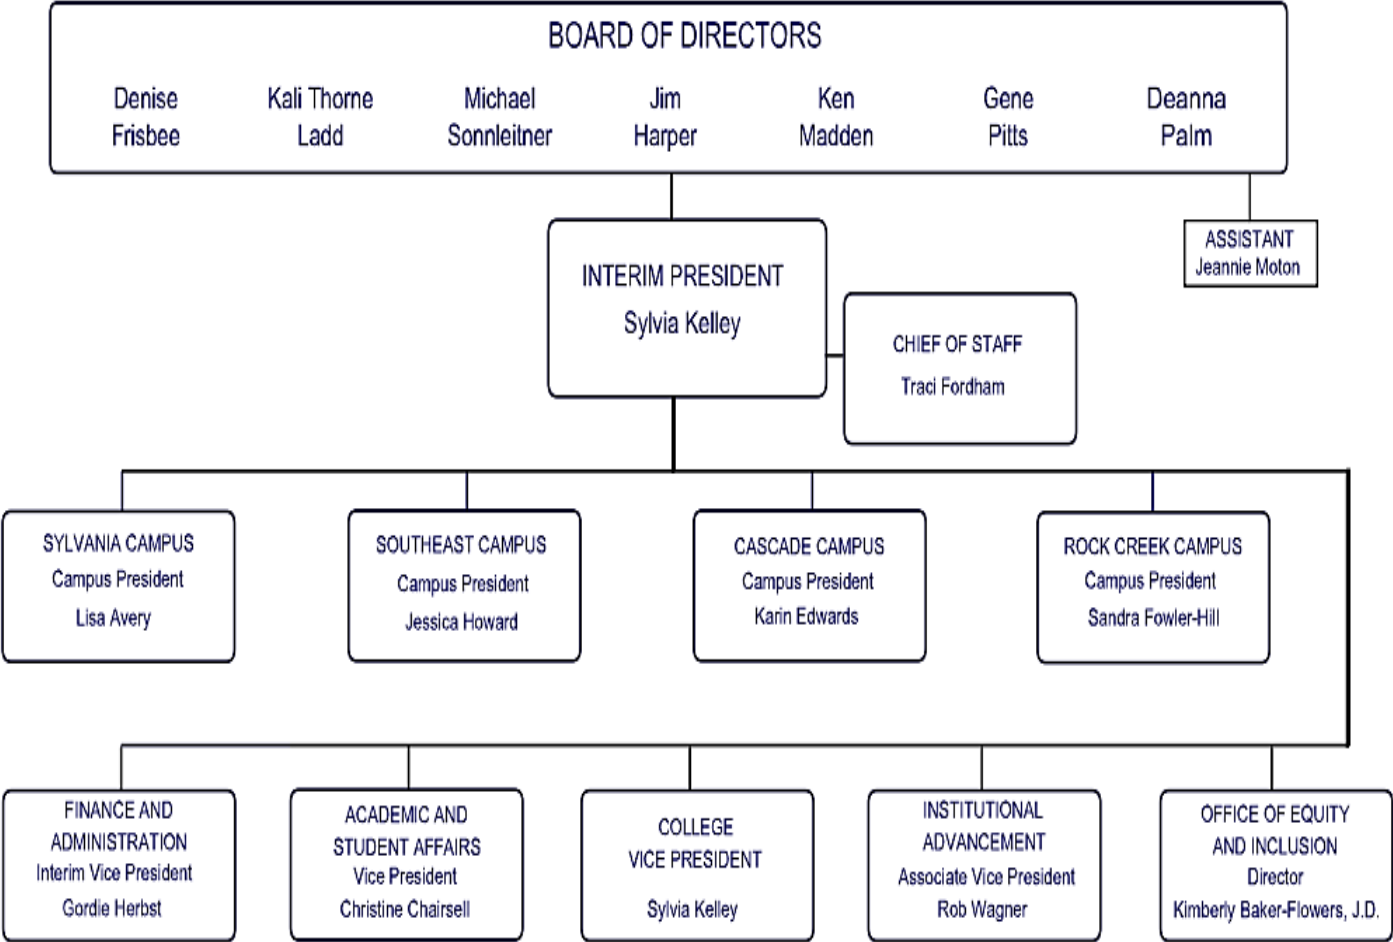 BOARD OF DIRECTORS
Denise Frisbee
Kali Thorne Ladd
Michael Sonnleitner
Jim Harper
Ken Madden
Gene Pitts
Deanna Palm
ASSISTANT
Jeannie Moton
INTERIM PRESIDENT
Sylvia Kelley
CHIEF OF STAFF
Traci Fordham
SYLVANIA CAMPUS
Campus President
Lisa Avery
SOUTHEAST CAMPUS
Campus President
Jessica Howard
CASCADE CAMPUS
Campus President
Karin Edwards
ROCK CREEK CAMPUS
Campus President
Sandra Fowler-Hill
FINANCE AND
ADMINISTRATION
Interim Vice President
Gordie Herbst
ACADEMIC AND
STUDENT AFFAIRS
Vice President
Christine Chairsell
COLLEGE
VICE PRESIDENT
Sylvia Kelley
INSTITUTIONAL
ADVANCEMENT
Associate Vice President
Rob Wagner
OFFICE OF EQUITY
AND INCLUSION
Director
Kimberly Baker-Flowers, J.D.